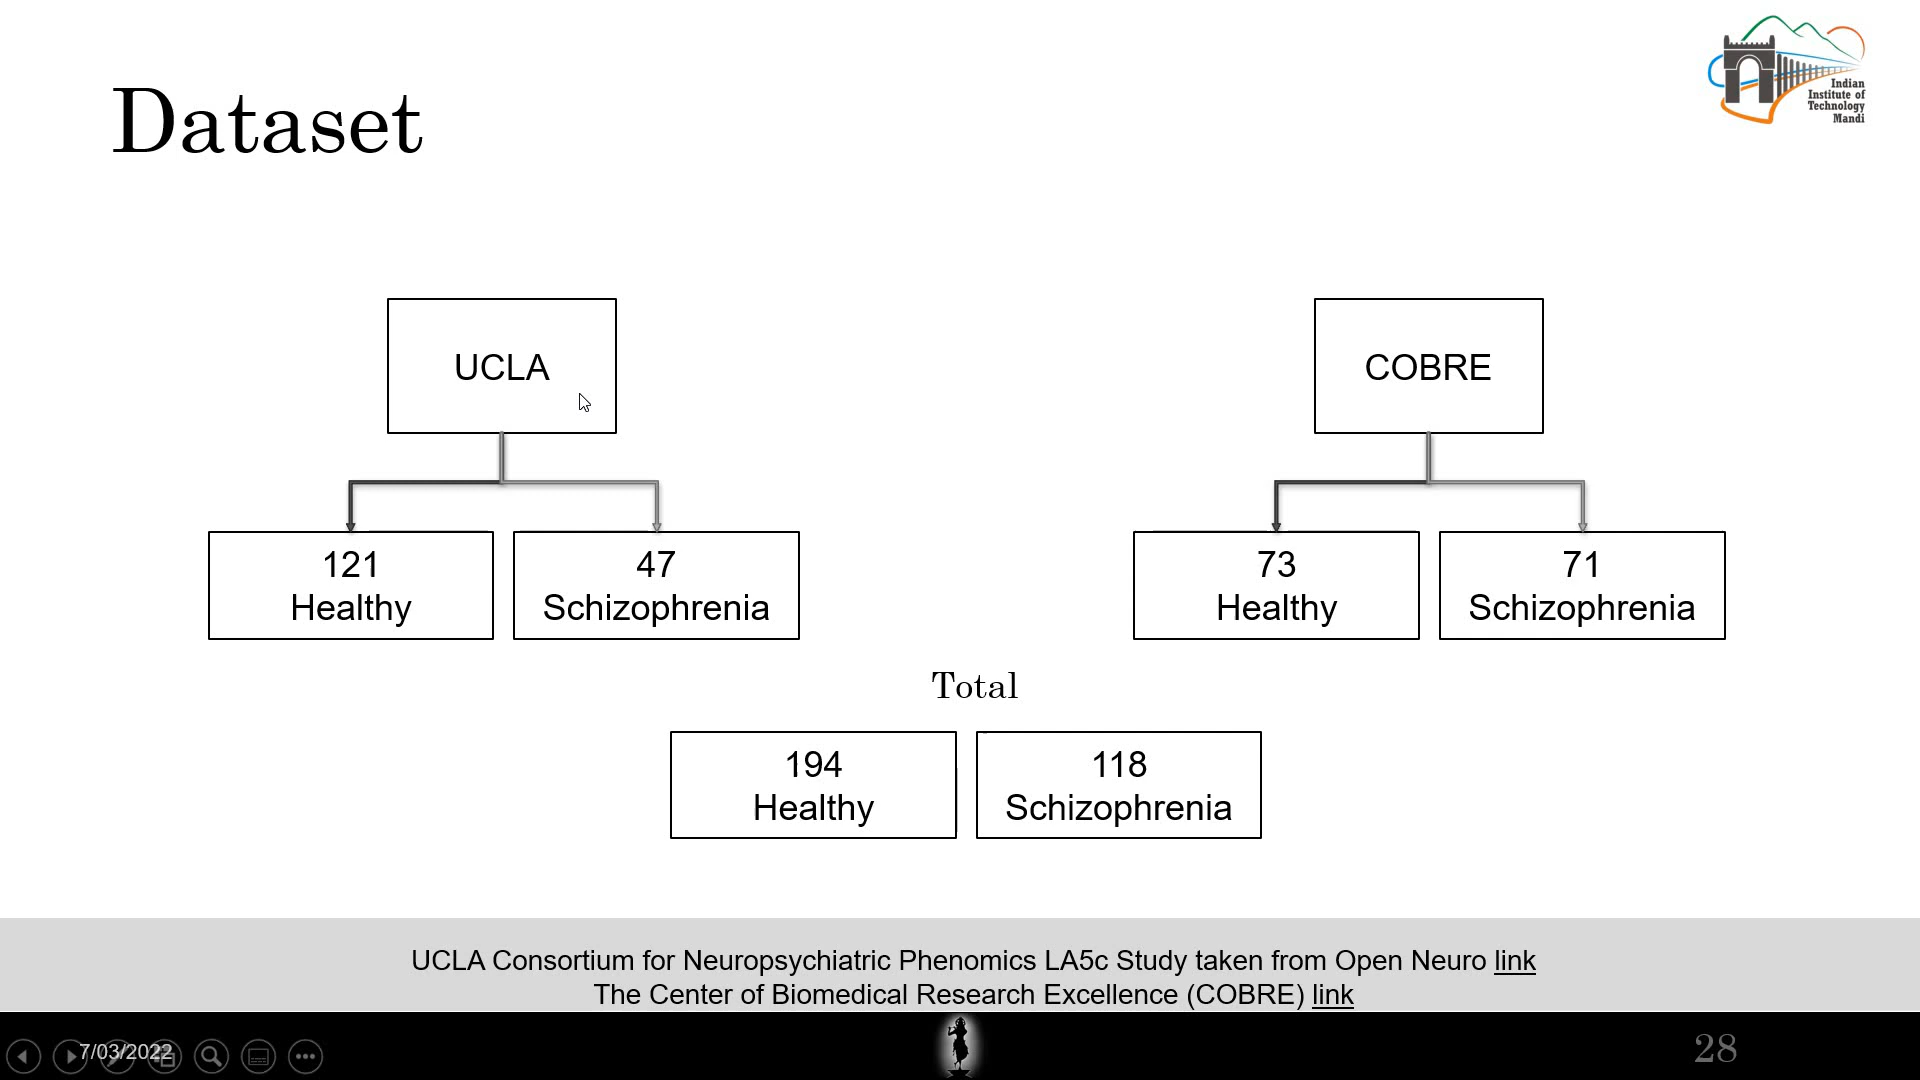 Dataset
Indian
Institute of
Technology
Mandi
UCLA
COBRE
121
Healthy
47
Schizophrenia
73
Healthy
71
Schizophrenia
Total
194
Healthy
118
Schizophrenia
UCLA Consortium for Neuropsychiatric Phenomics LA5c Study taken from Open Neuro link
The Center of Biomedical Research Excellence (COBRE) link
7/03/2022
28